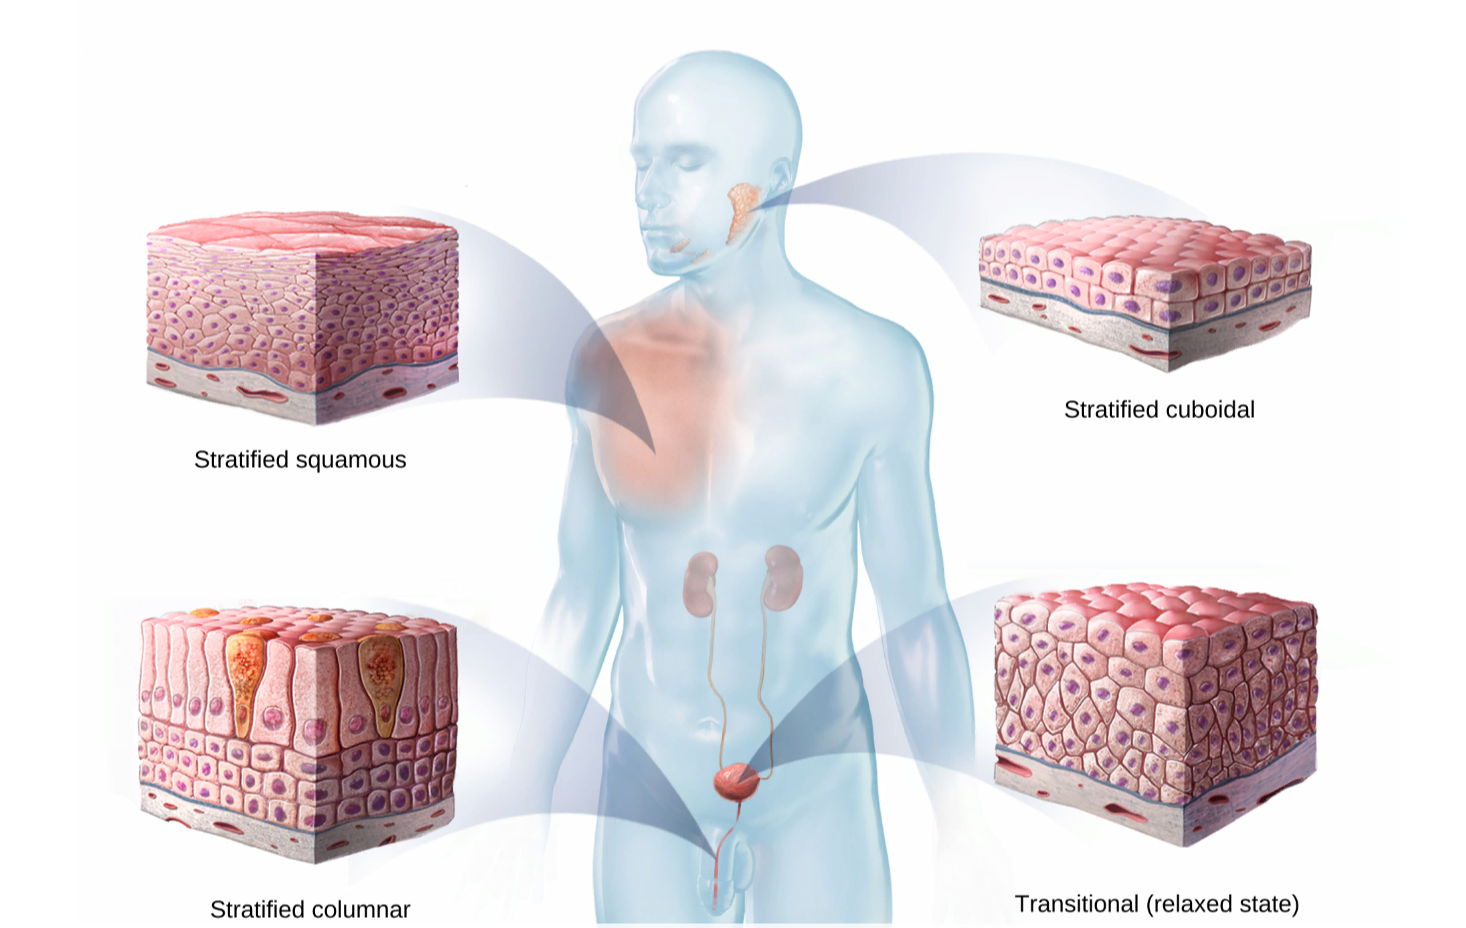 Stratified squamous
Stratified cuboidal
Stratified columnar
Transitional (relaxed state)